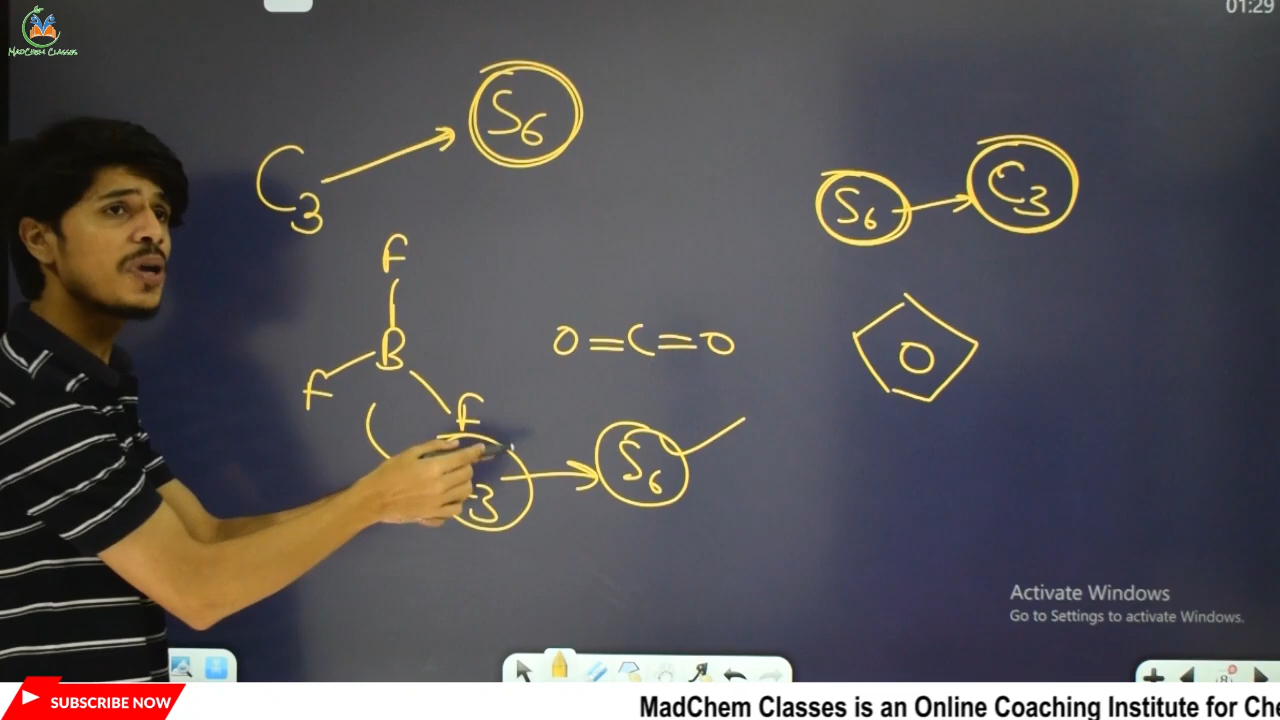 01:29
MadChem Classes
C3 → S6
S6 → C3
F
B
F
F
O=C=O
3 → S6
Activate Windows
Go to Settings to activate Windows.
SUBSCRIBE NOW
MadChem Classes is an Online Coaching Institute for Che